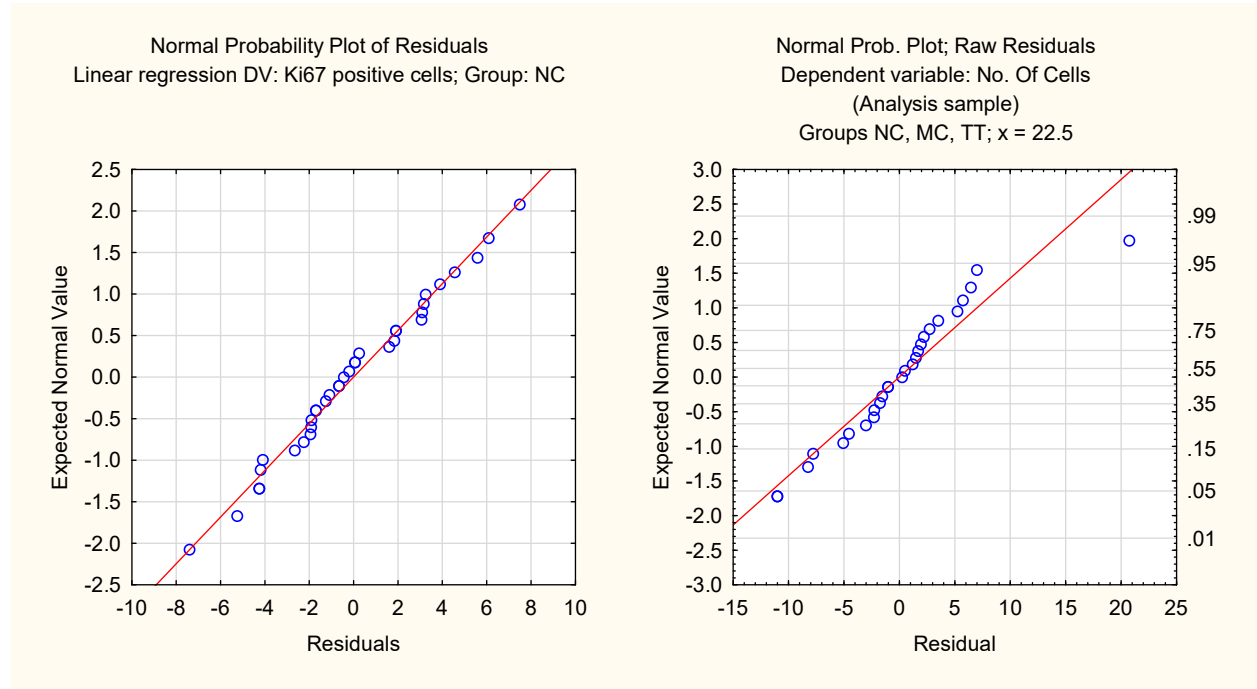 Normal Probability Plot of Residuals
Linear regression DV: Ki67 positive cells; Group: NC
2.5
2.0
1.5
1.0
0.5
0.0
-0.5
-1.0
-1.5
-2.0
-2.5
Expected Normal Value
-10 -8 -6 -4 -2 0 2 4 6 8 10
Residuals
Normal Prob. Plot; Raw Residuals
Dependent variable: No. Of Cells
(Analysis sample)
Groups NC, MC, TT; x = 22.5
3.0
2.5
2.0
1.5
1.0
0.5
0.0
-0.5
-1.0
-1.5
-2.0
-2.5
-3.0
Expected Normal Value
.99
.95
.75
.55
.35
.15
.05
.01
-15 -10 -5 0 5 10 15 20 25
Residual